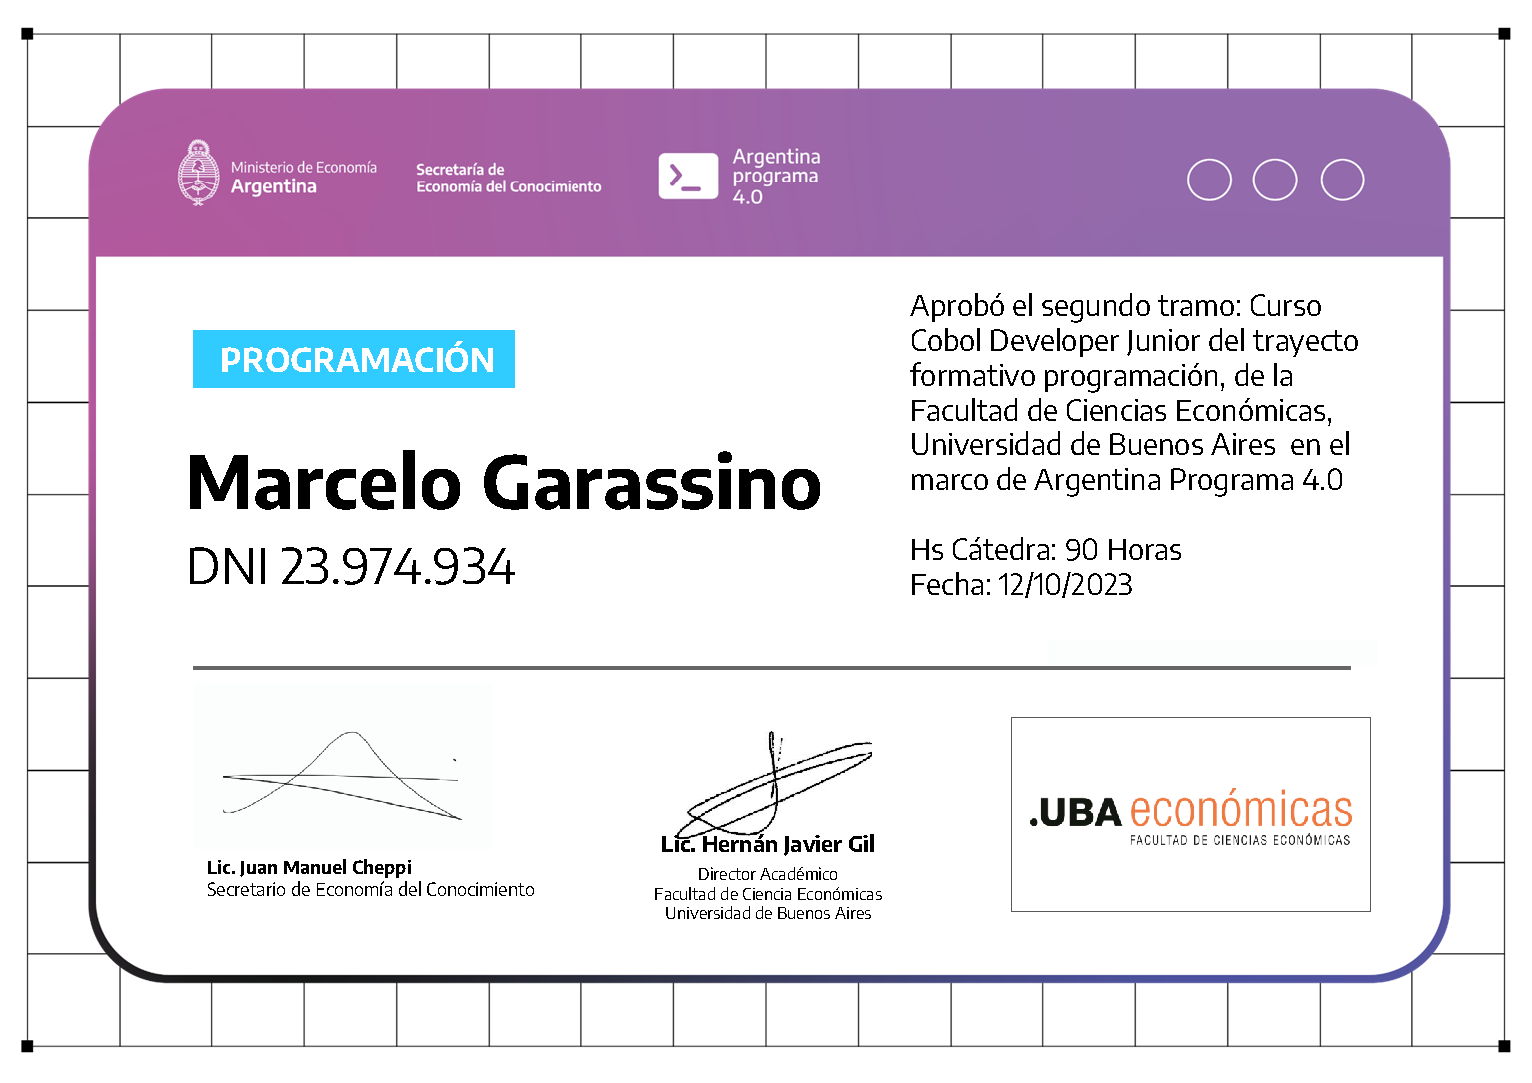 Ministerio de Economía
Argentina
Secretaría de
Economía del Conocimiento
Argentina
programa
4.0
PROGRAMACIÓN
Marcelo Garassino
DNI 23.974.934
Aprobó el segundo tramo: Curso
Cobol Developer Junior del trayecto
formativo programación, de la
Facultad de Ciencias Económicas,
Universidad de Buenos Aires  en el
marco de Argentina Programa 4.0
Hs Cátedra: 90 Horas
Fecha: 12/10/2023
Lic. Juan Manuel Cheppi
Secretario de Economía del Conocimiento
Lic. Hernán Javier Gil
Director Académico
Facultad de Ciencia Económicas
Universidad de Buenos Aires
.UBA económicas
FACULTAD DE CIENCIAS ECONÓMICAS